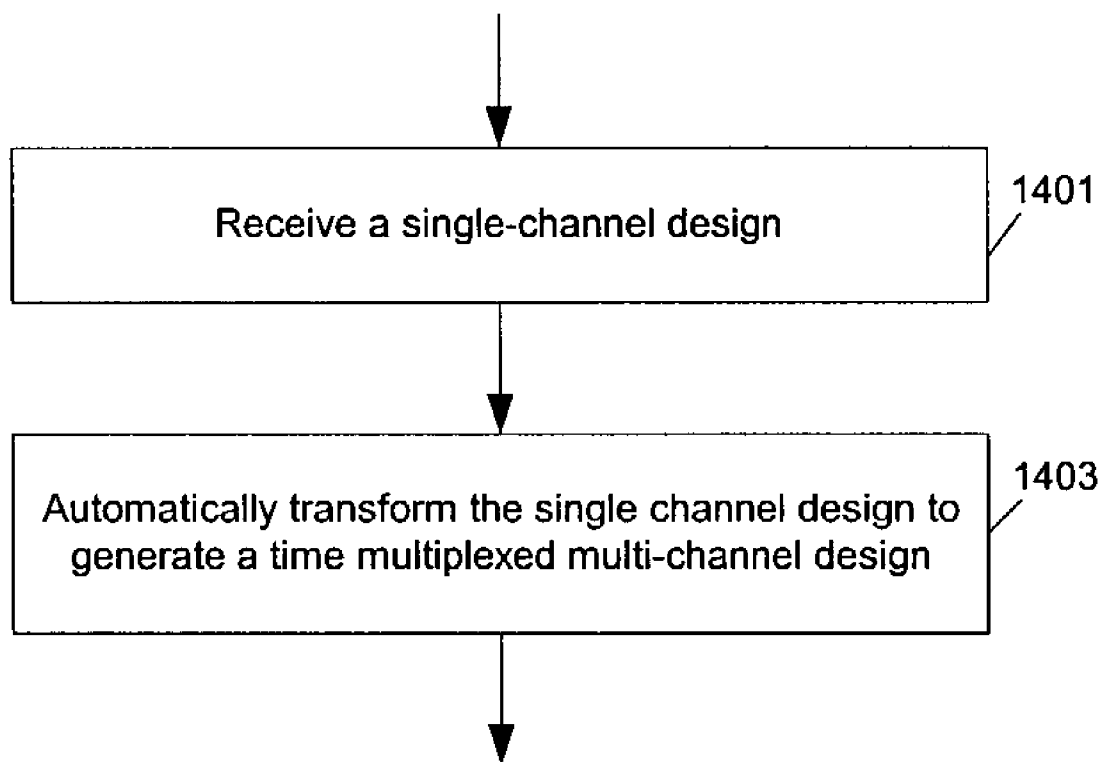 Receive a single-channel design
1401
Automatically transform the single channel design to
generate a time multiplexed multi-channel design
1403